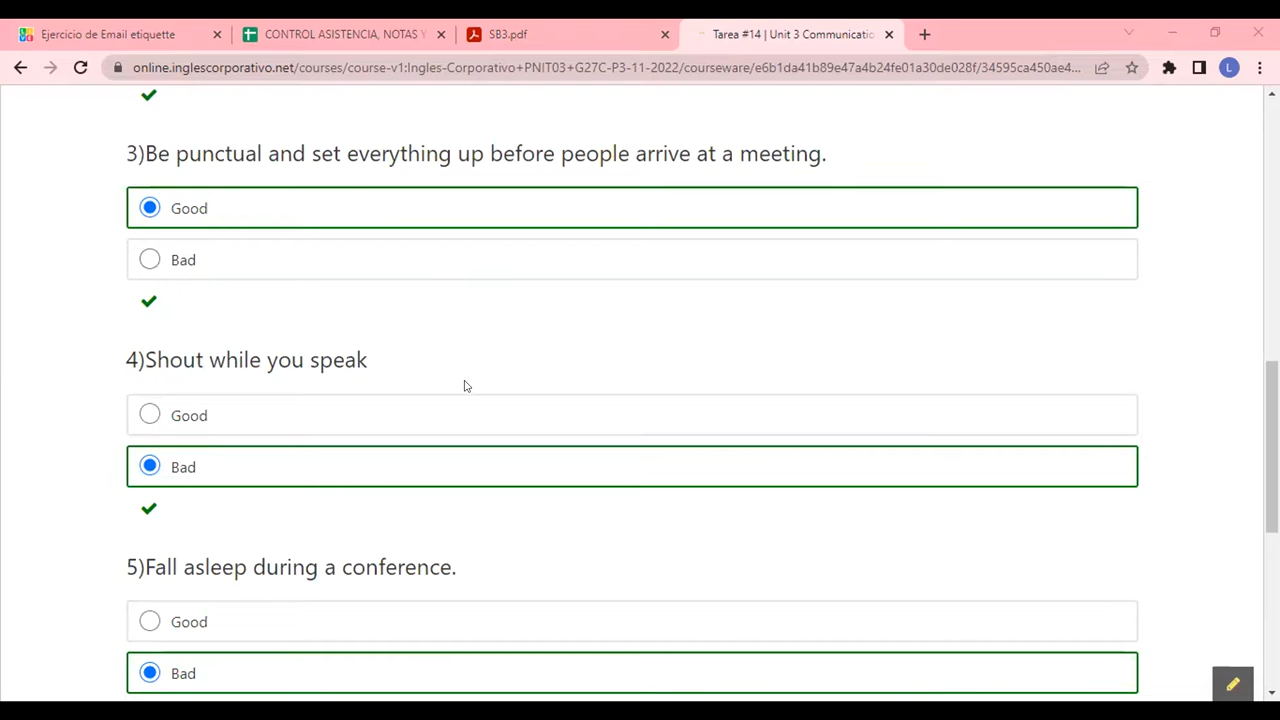 Ejercicio de Email etiquette
CONTROL ASISTENCIA, NOTAS Y
SB3.pdf
Tarea #14 | Unit 3 Communicatio
online.inglescorporativo.net/courses/course-v1:Ingles-Corporativo+PNIT03+G27C-P3-11-2022/courseware/e6b1da41b89e47a4b24fe01a30de028f/34595ca450ae4...
L
3)Be punctual and set everything up before people arrive at a meeting.
Good
Bad
4)Shout while you speak
Good
Bad
5)Fall asleep during a conference.
Good
Bad